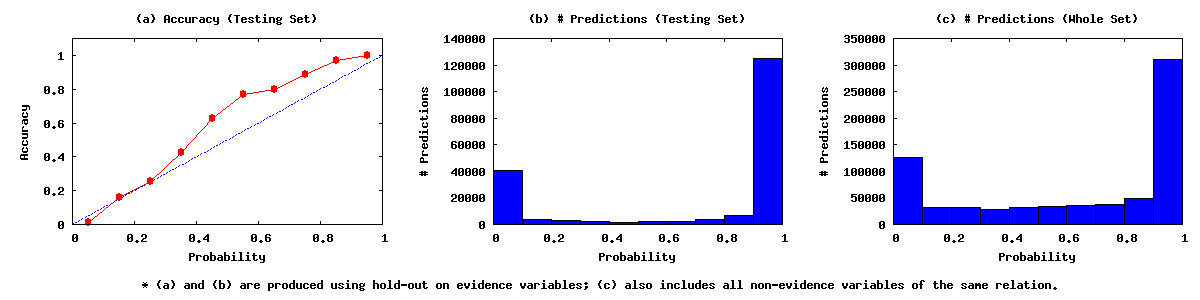 (a) Accuracy (Testing Set)
1
0.8
0.6
0.4
0.2
0
Accuracy
0 0.2 0.4 0.6 0.8 1
Probability
(b) # Predictions (Testing Set)
140000
120000
100000
80000
60000
40000
20000
0
# Predictions
0 0.2 0.4 0.6 0.8 1
Probability
(c) # Predictions (Whole Set)
350000
300000
250000
200000
150000
100000
50000
0
# Predictions
0 0.2 0.4 0.6 0.8 1
Probability
* (a) and (b) are produced using hold-out on evidence variables; (c) also includes all non-evidence variables of the same relation.